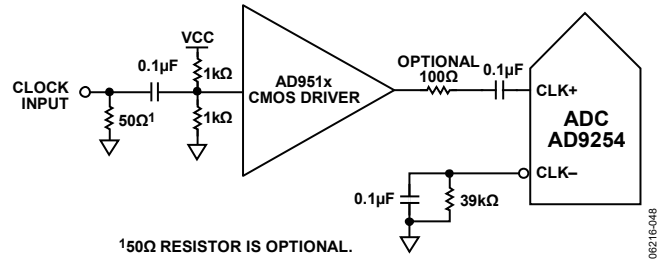 VCC
0.1µF
1kΩ
CLOCK
INPUT
50Ω¹
1kΩ
AD951x
CMOS DRIVER
OPTIONAL
100Ω
0.1µF
CLK+
ADC
AD9254
CLK–
0.1µF
39kΩ
¹50Ω RESISTOR IS OPTIONAL.
06216-048